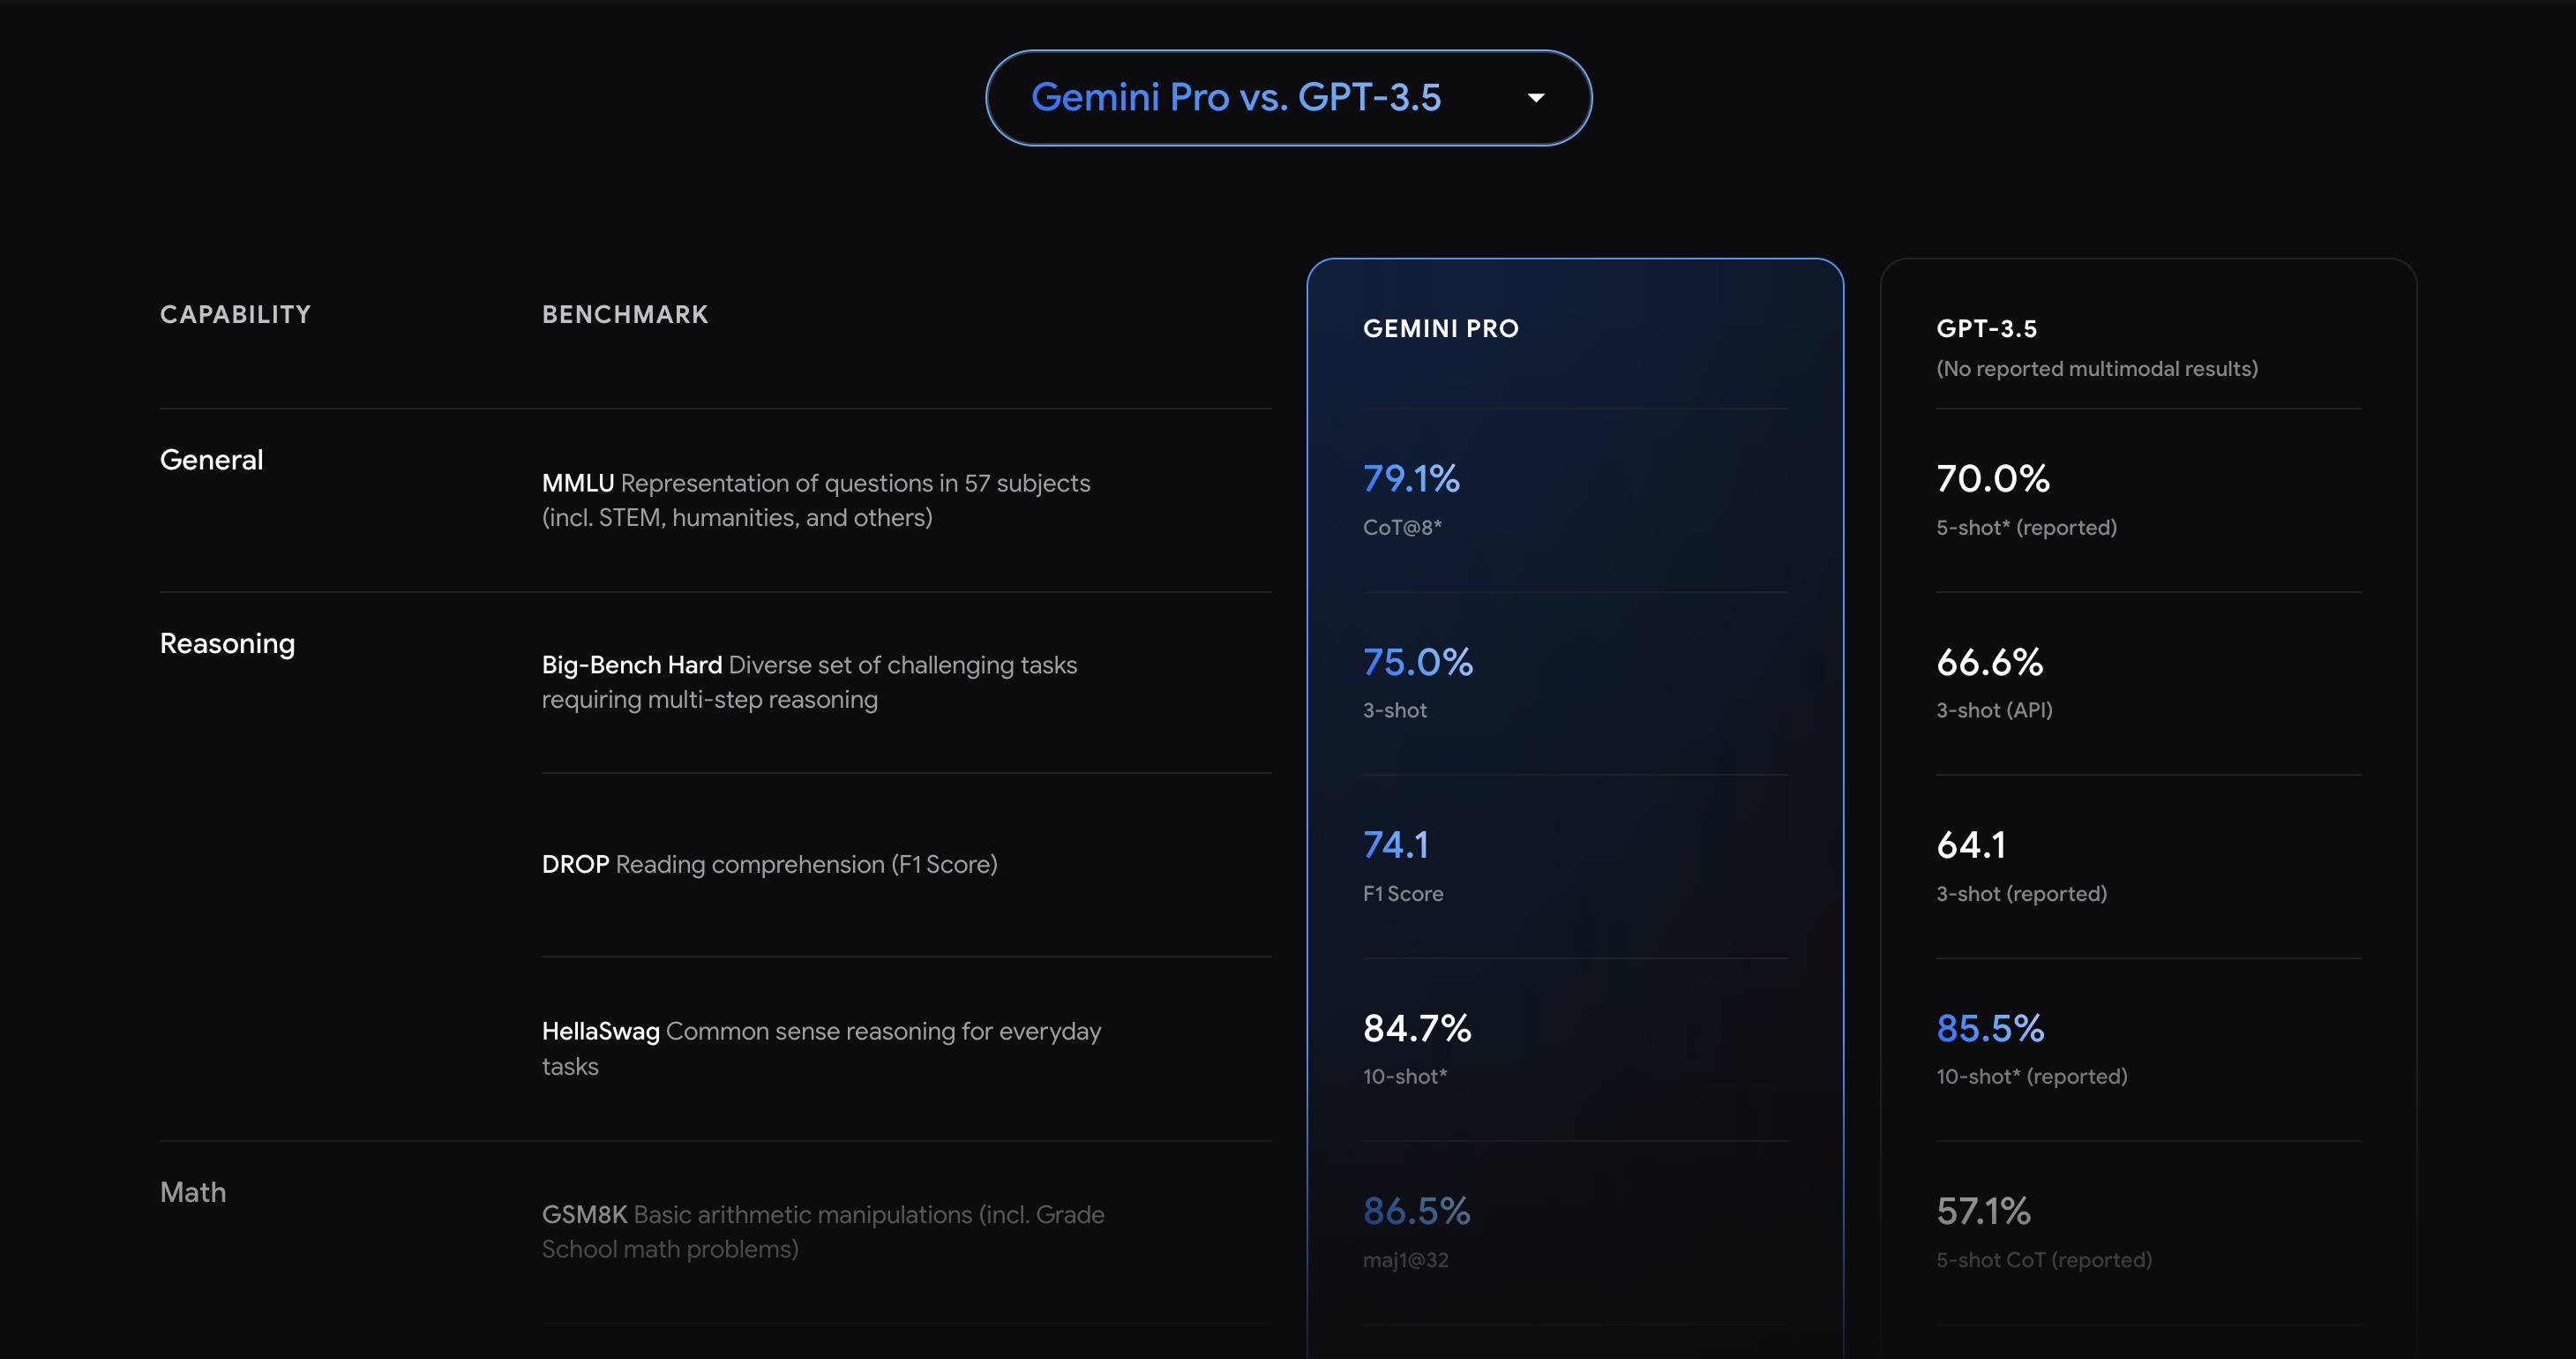 Gemini Pro vs. GPT-3.5
CAPABILITY
BENCHMARK
GEMINI PRO
GPT-3.5
(No reported multimodal results)
General
MMLU Representation of questions in 57 subjects
(incl. STEM, humanities, and others)
79.1%
CoT@8*
70.0%
5-shot* (reported)
Reasoning
Big-Bench Hard Diverse set of challenging tasks
requiring multi-step reasoning
75.0%
3-shot
66.6%
3-shot (API)
DROP Reading comprehension (F1 Score)
74.1
F1 Score
64.1
3-shot (reported)
HellaSwag Common sense reasoning for everyday
tasks
84.7%
10-shot*
85.5%
10-shot* (reported)
Math
GSM8K Basic arithmetic manipulations (incl. Grade
School math problems)
86.5%
maj1@32
57.1%
5-shot CoT (reported)